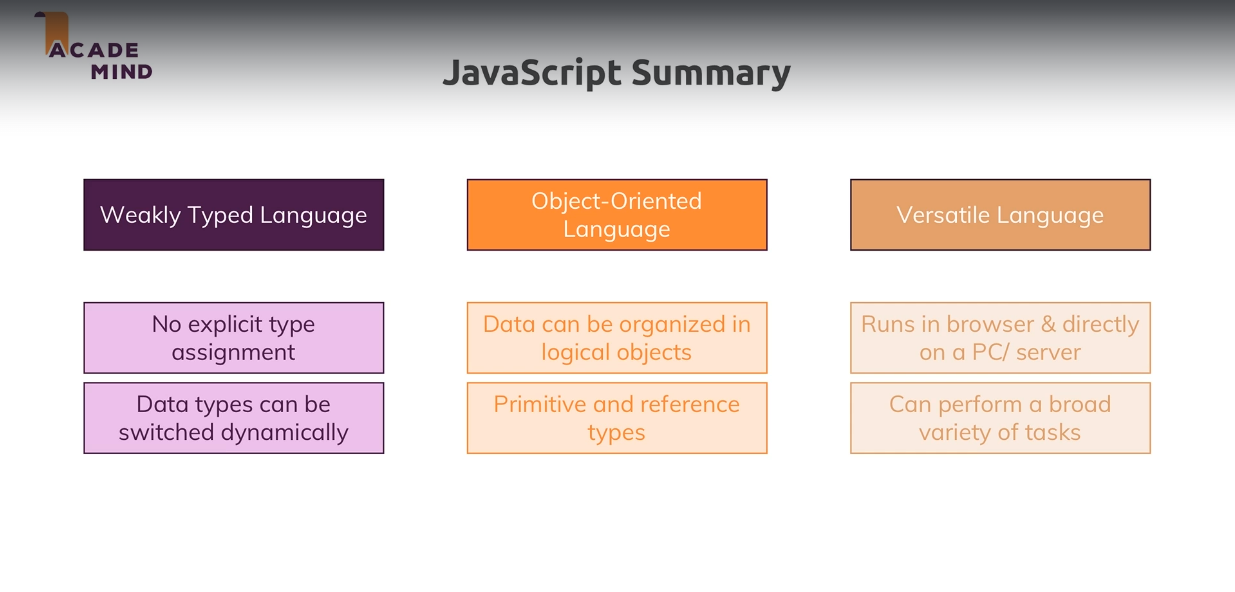 ACADE
MIND
JavaScript Summary
Weakly Typed Language
Object-Oriented
Language
Versatile Language
No explicit type
assignment
Data can be organized in
logical objects
Runs in browser & directly
on a PC/ server
Data types can be
switched dynamically
Primitive and reference
types
Can perform a broad
variety of tasks